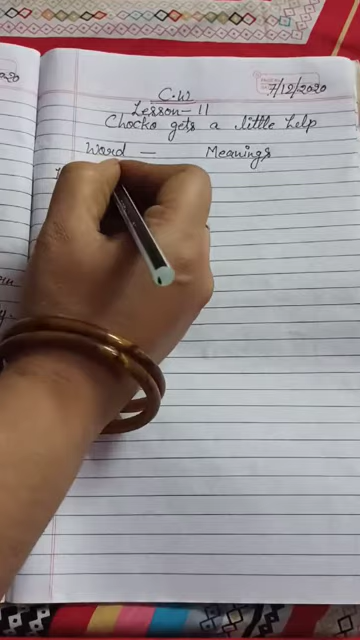 C.W
7/12/2020
Lesson - 11
Chocko gets a little help
Word — Meanings